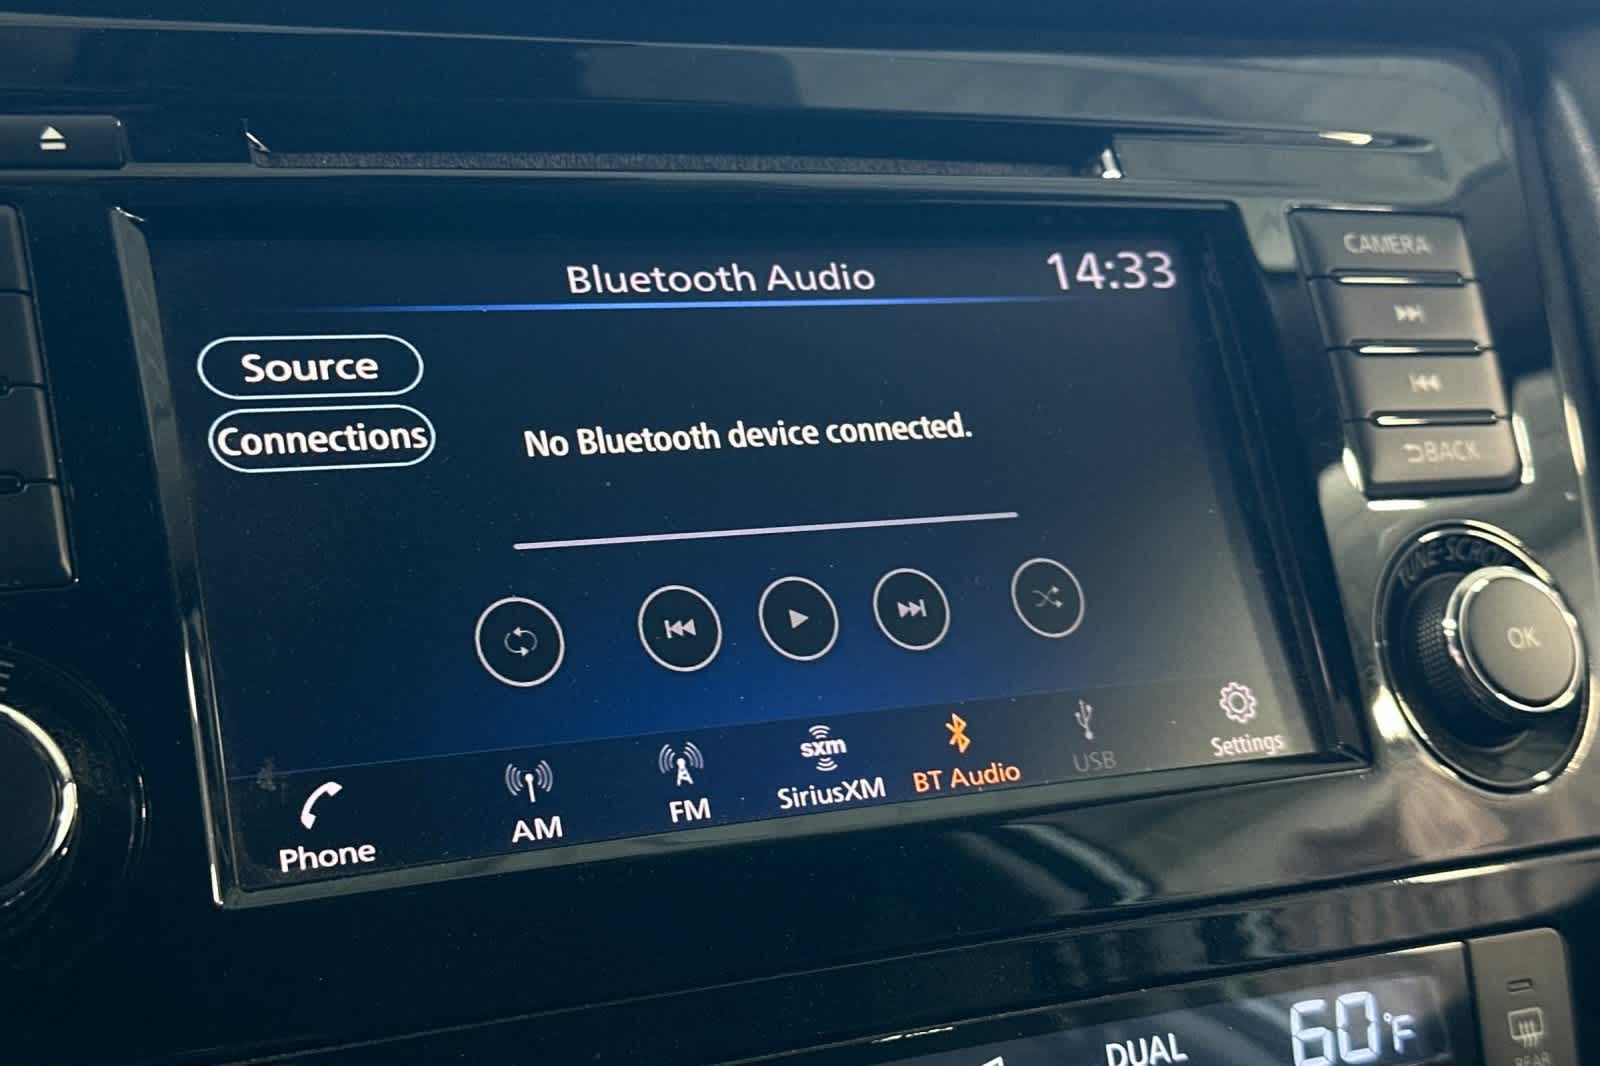 Bluetooth Audio
14:33
Source
Connections
No Bluetooth device connected.
Phone
AM
FM
sxm
SiriusXM
BT Audio
USB
Settings
CAMERA
BACK
TUNE·SCROLL
OK
DUAL
60°F
REAR